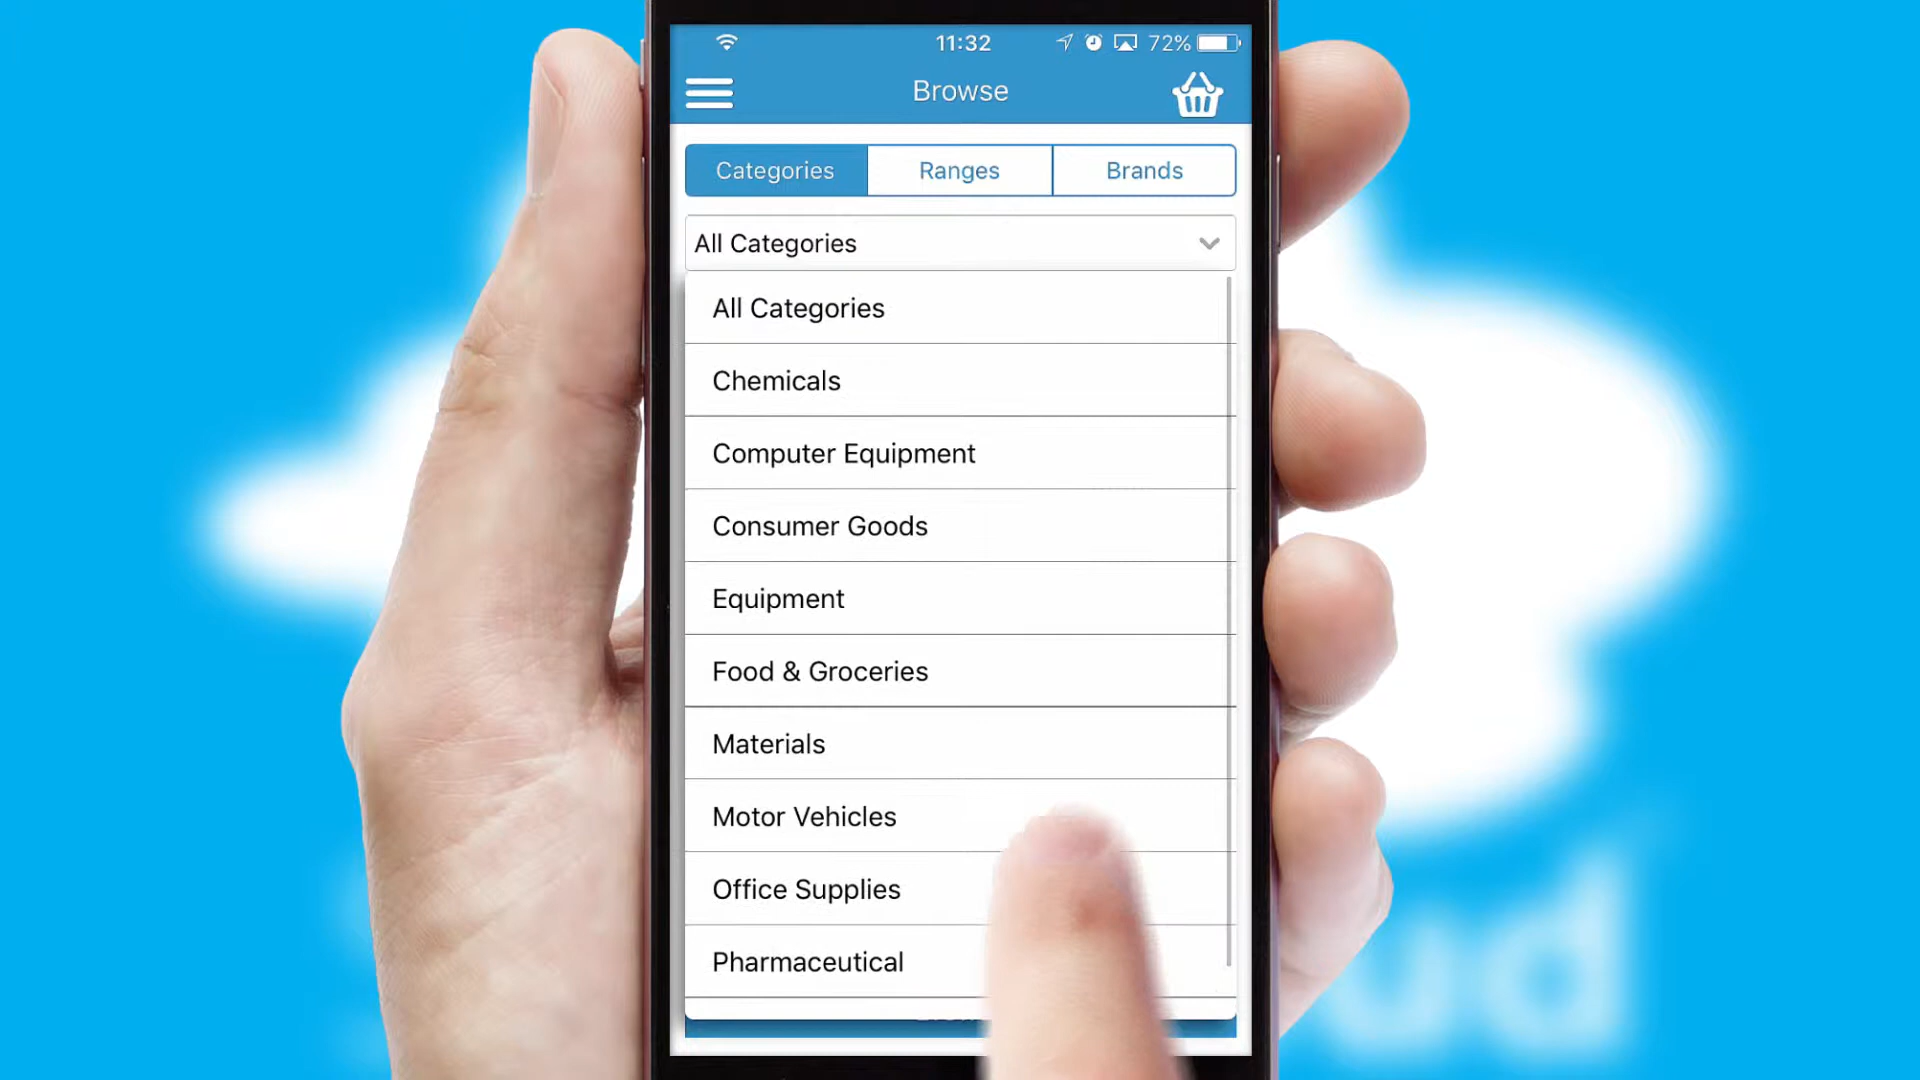 11:32
72%
Browse
Categories
Ranges
Brands
All Categories
All Categories
Chemicals
Computer Equipment
Consumer Goods
Equipment
Food & Groceries
Materials
Motor Vehicles
Office Supplies
Pharmaceutical